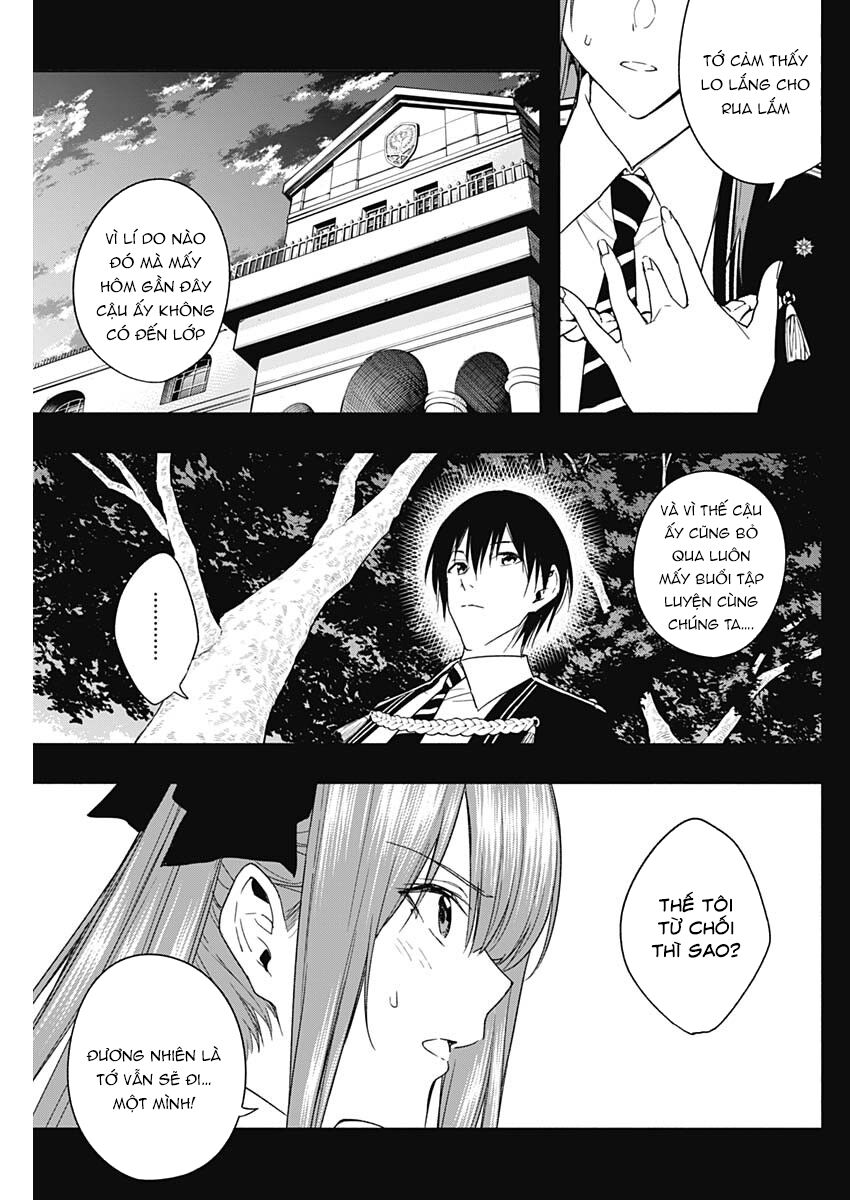 TỚ CẢM THẤY
LO LẮNG CHO
RUA LẮM
VÌ LÍ DO NÀO
ĐÓ MÀ MẤY
HÔM GẦN ĐÂY
CẬU ẤY KHÔNG
CÓ ĐẾN LỚP
VÀ VÌ THẾ CẬU
ẤY CŨNG BỎ
QUA LUÔN
MẤY BUỔI TẬP
LUYỆN CÙNG
CHÚNG TA....
.........
THẾ TÔI
TỪ CHỐI
THÌ SAO?
ĐƯƠNG NHIÊN LÀ
TỚ VẪN SẼ ĐI...
MỘT MÌNH!